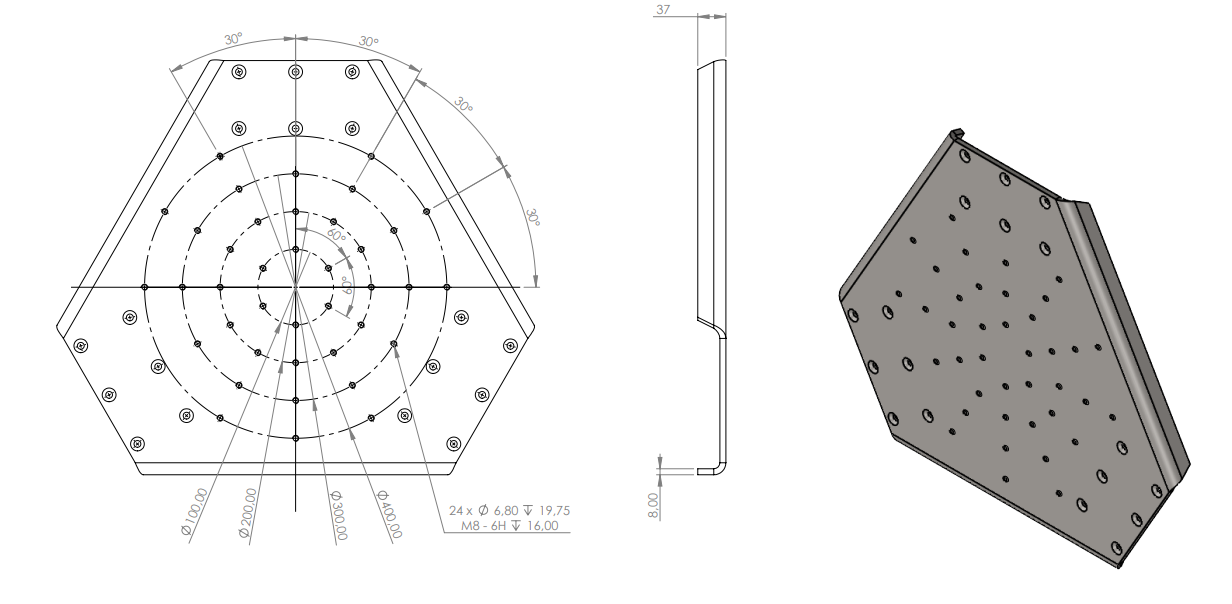 30°
30°
30°
30°
60°
60°
Ø100,00
Ø200,00
Ø300,00
Ø400,00
24 x Ø 6,80 ↧ 19,75
M8 - 6H ↧ 16,00
37
8,00